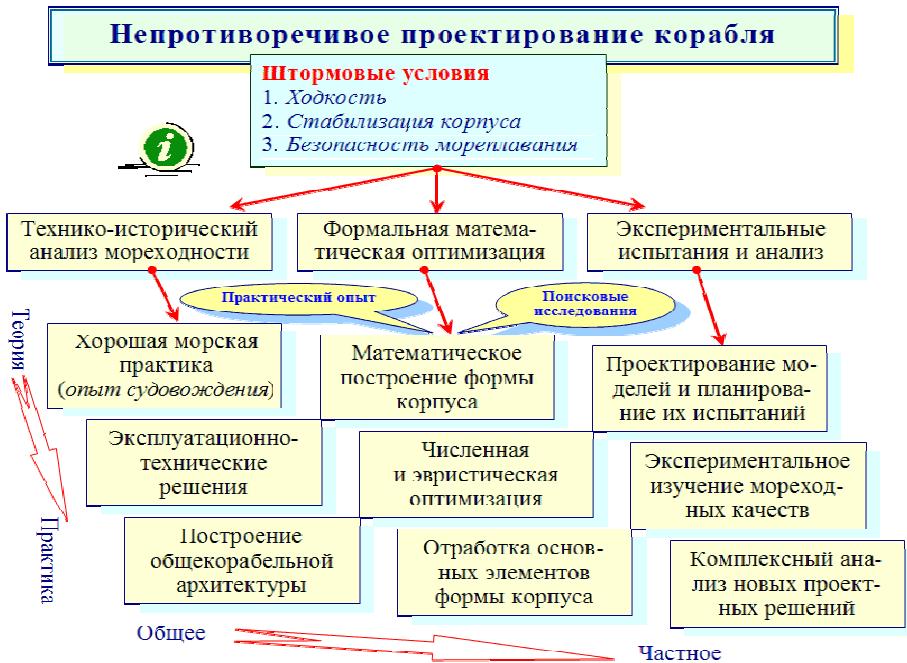 Непротиворечивое проектирование корабля
Штормовые условия
1. Ходкость
2. Стабилизация корпуса
3. Безопасность мореплавания
i
Технико-исторический
анализ мореходности
Формальная матема-
тическая оптимизация
Экспериментальные
испытания и анализ
Практический опыт
Поисковые
исследования
Теория
Хорошая морская
практика
(опыт судовождения)
Математическое
построение формы
корпуса
Проектирование мо-
делей и планирова-
ние их испытаний
Эксплуатационно-
технические
решения
Численная
и эвристическая
оптимизация
Экспериментальное
изучение мореход-
ных качеств
Практика
Построение
общекорабельной
архитектуры
Отработка основ-
ных элементов
формы корпуса
Комплексный ана-
лиз новых проект-
ных решений
Общее
Частное